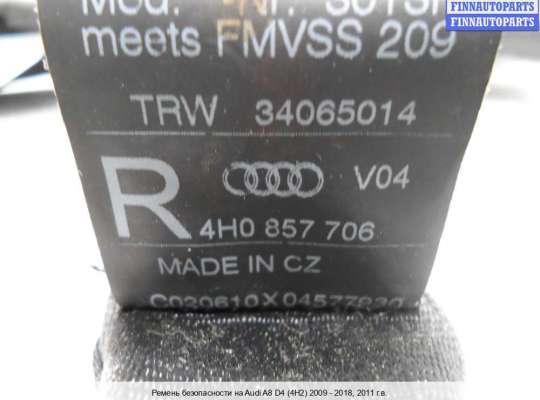 FINNAUTOPARTS
FINNAUTOPARTS
FINNAUTOPARTS
meets FMVSS 209
TRW 34065014
R V04
4H0 857 706
MADE IN CZ
Ремень безопасности на Audi A8 D4 (4H2) 2009 - 2018, 2011 г.в.